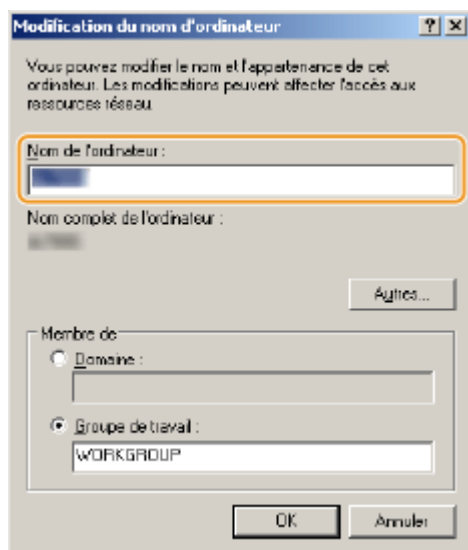 Modification du nom d'ordinateur
Vous pouvez modifier le nom et l'appartenance de cet
ordinateur. Les modifications peuvent affecter l'accès aux
ressources réseau.
Nom de l'ordinateur :
Nom complet de l'ordinateur :
Autres...
Membre de
Domaine :
Groupe de travail :
WORKGROUP
OK
Annuler